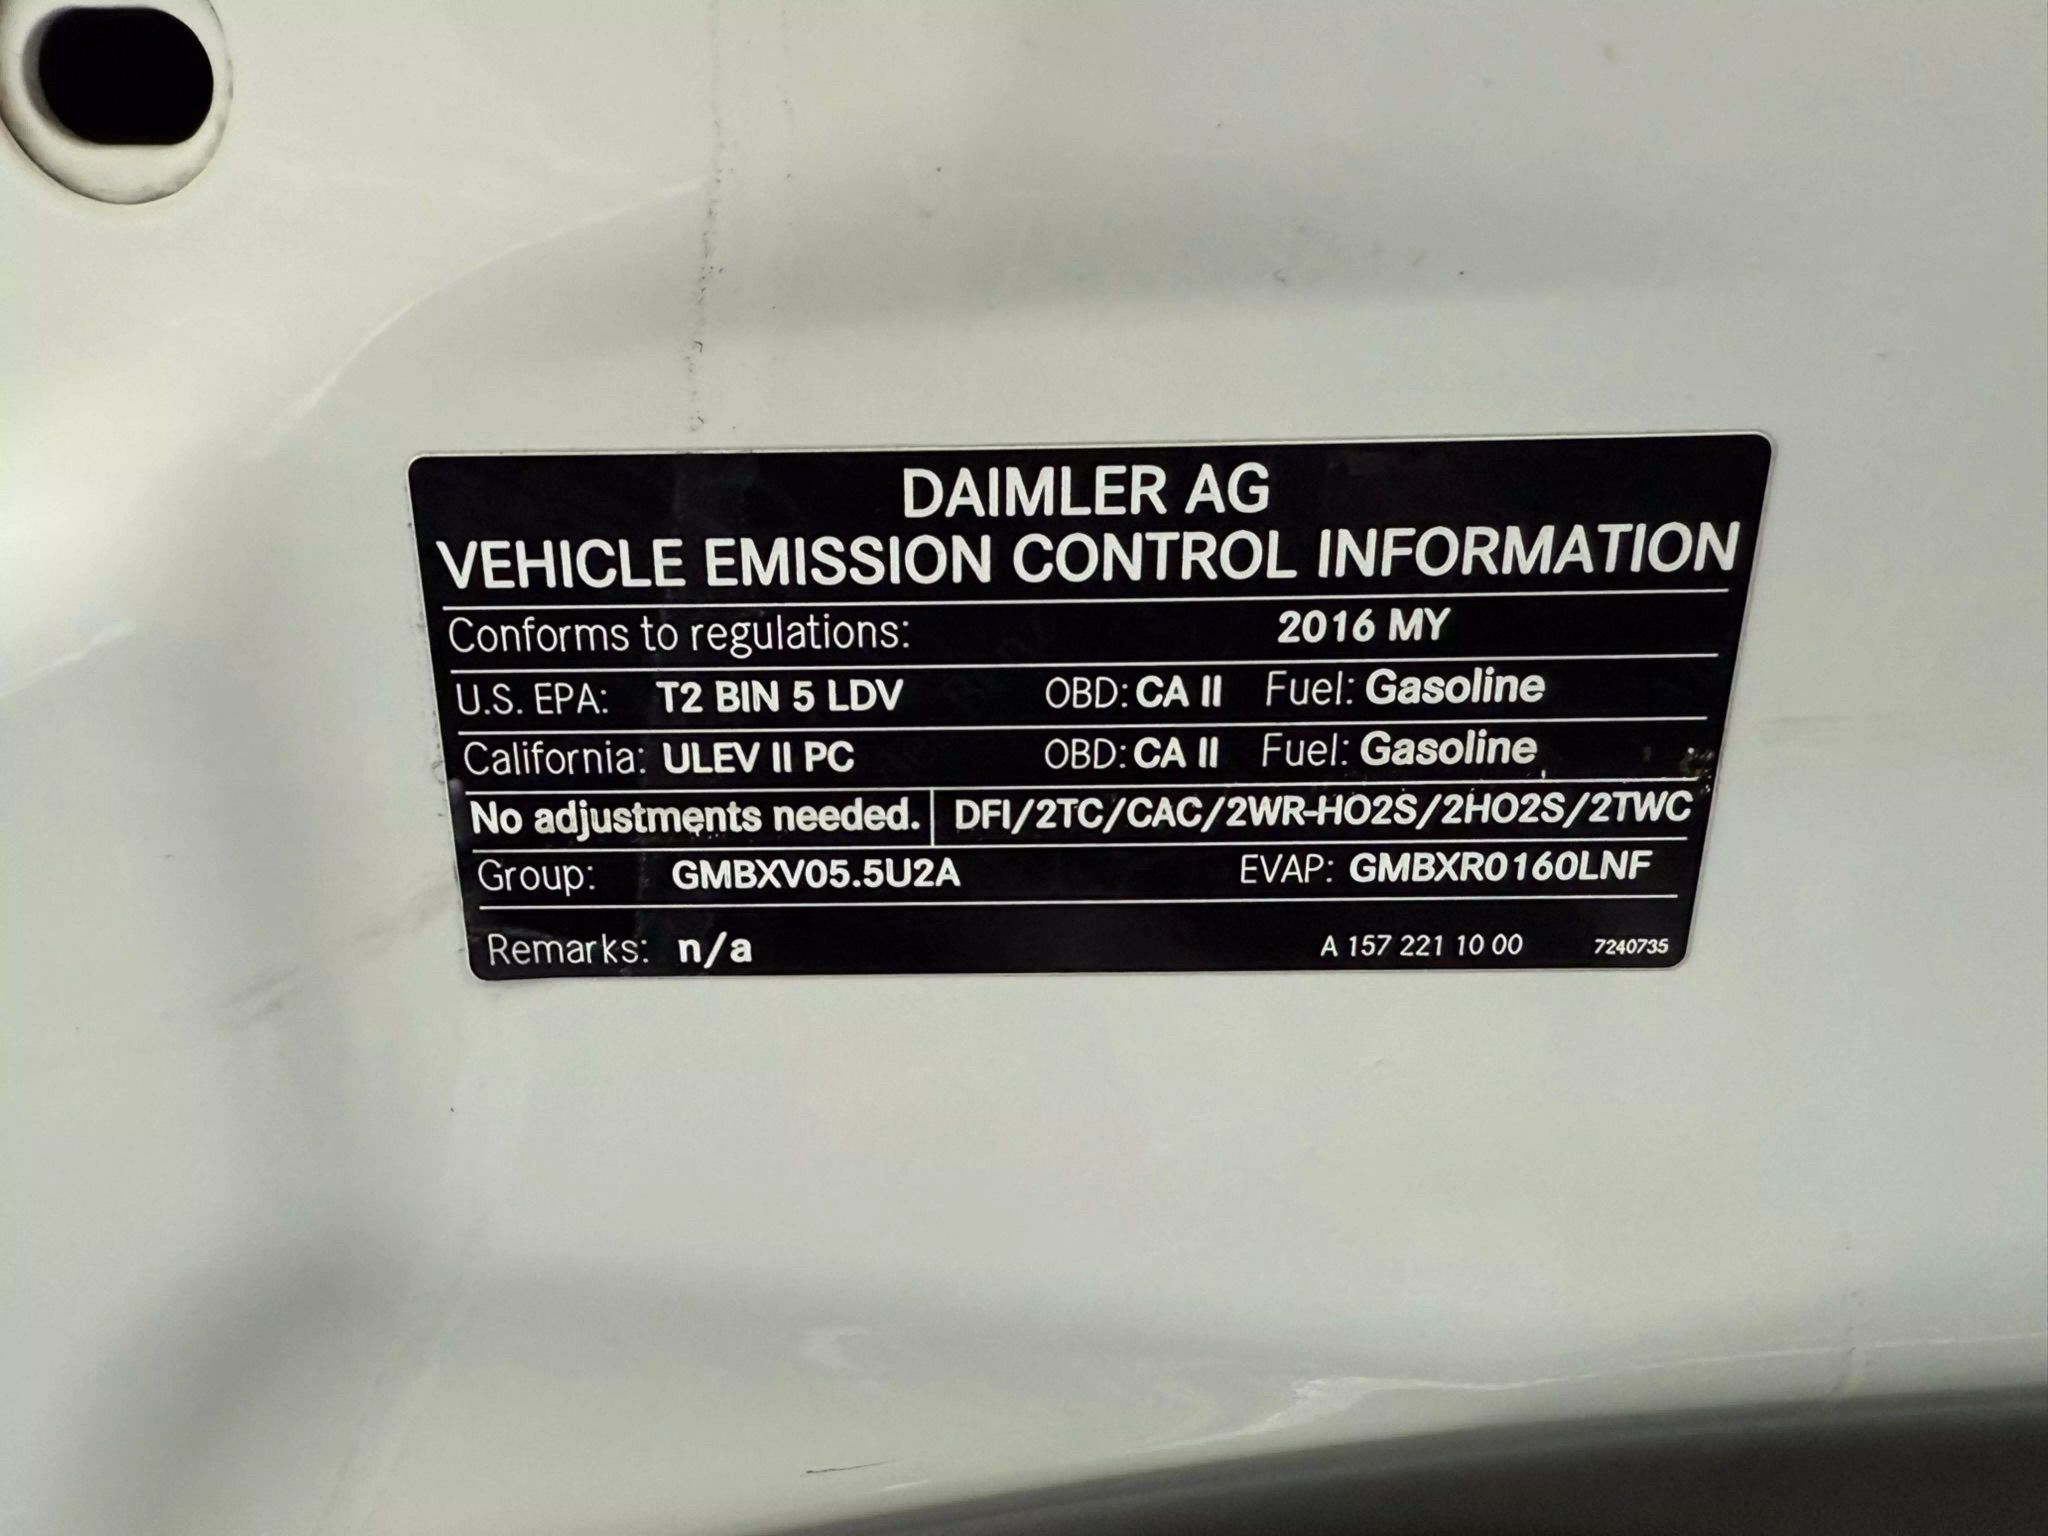 DAIMLER AG
VEHICLE EMISSION CONTROL INFORMATION
Conforms to regulations: 2016 MY
U.S. EPA: T2 BIN 5 LDV OBD: CA II Fuel: Gasoline
California: ULEV II PC OBD: CA II Fuel: Gasoline
No adjustments needed. DFI/2TC/CAC/2WR-HO2S/2HO2S/2TWC
Group: GMBXV05.5U2A EVAP: GMBXR0160LNF
Remarks: n/a A 157 221 10 00 7240735